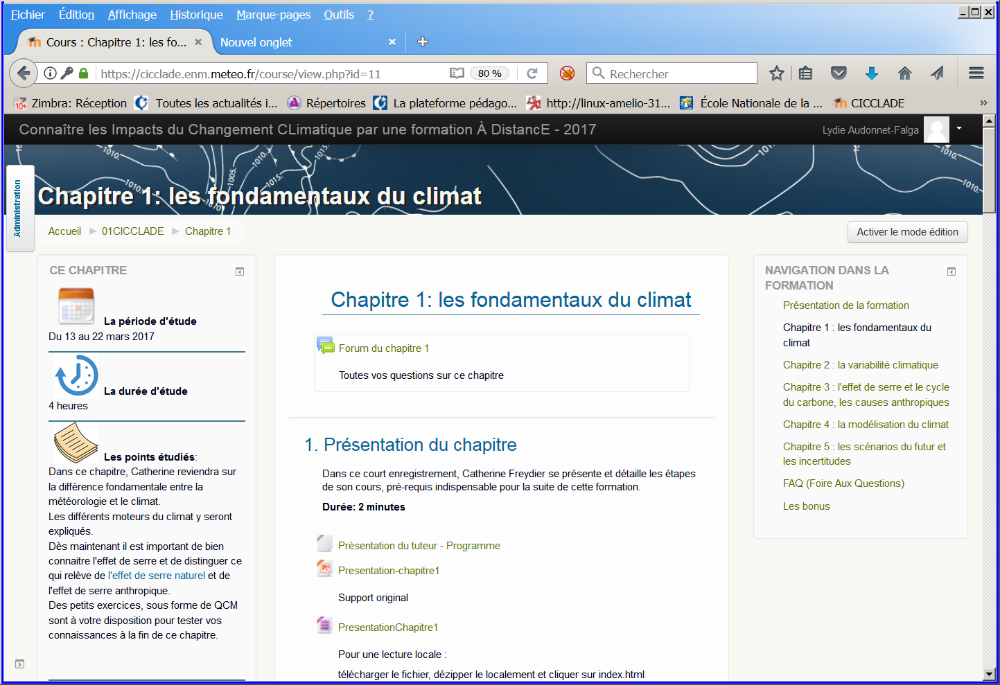 Fichier Édition Affichage Historique Marque-pages Outils ?
Cours : Chapitre 1: les fo... Nouvel onglet
https://cicclade.enm.meteo.fr/course/view.php?id=11 80 % Rechercher
Zimbra: Réception Toutes les actualités i... Répertoires La plateforme pédago... http://linux-amelio-31... École Nationale de la ... CICCLADE
Connaître les Impacts du Changement CLimatique par une formation À DistancE - 2017
Lydie Audonnet-Falga
1010. 1005. 1015. 1010. 1015. 1010. 1015. 1010. 1010.
Administration
Chapitre 1: les fondamentaux du climat
Accueil 01CICCLADE Chapitre 1
Activer le mode édition
CE CHAPITRE
La période d'étude
Du 13 au 22 mars 2017
La durée d'étude
4 heures
Les points étudiés:
Dans ce chapitre, Catherine reviendra sur
la différence fondamentale entre la
météorologie et le climat.
Les différents moteurs du climat y seront
expliqués.
Dès maintenant il est important de bien
connaitre l'effet de serre et de distinguer ce
qui relève de l'effet de serre naturel et de
l'effet de serre anthropique.
Des petits exercices, sous forme de QCM
sont à votre disposition pour tester vos
connaissances à la fin de ce chapitre.
Chapitre 1: les fondamentaux du climat
Forum du chapitre 1
Toutes vos questions sur ce chapitre
1. Présentation du chapitre
Dans ce court enregistrement, Catherine Freydier se présente et détaille les étapes
de son cours, pré-requis indispensable pour la suite de cette formation.
Durée: 2 minutes
Présentation du tuteur - Programme
Presentation-chapitre1
Support original
PresentationChapitre1
Pour une lecture locale :
télécharger le fichier, dézipper le localement et cliquer sur index.html
NAVIGATION DANS LA
FORMATION
Présentation de la formation
Chapitre 1 : les fondamentaux du
climat
Chapitre 2 : la variabilité climatique
Chapitre 3 : l'effet de serre et le cycle
du carbone, les causes anthropiques
Chapitre 4 : la modélisation du climat
Chapitre 5 : les scénarios du futur et
les incertitudes
FAQ (Foire Aux Questions)
Les bonus